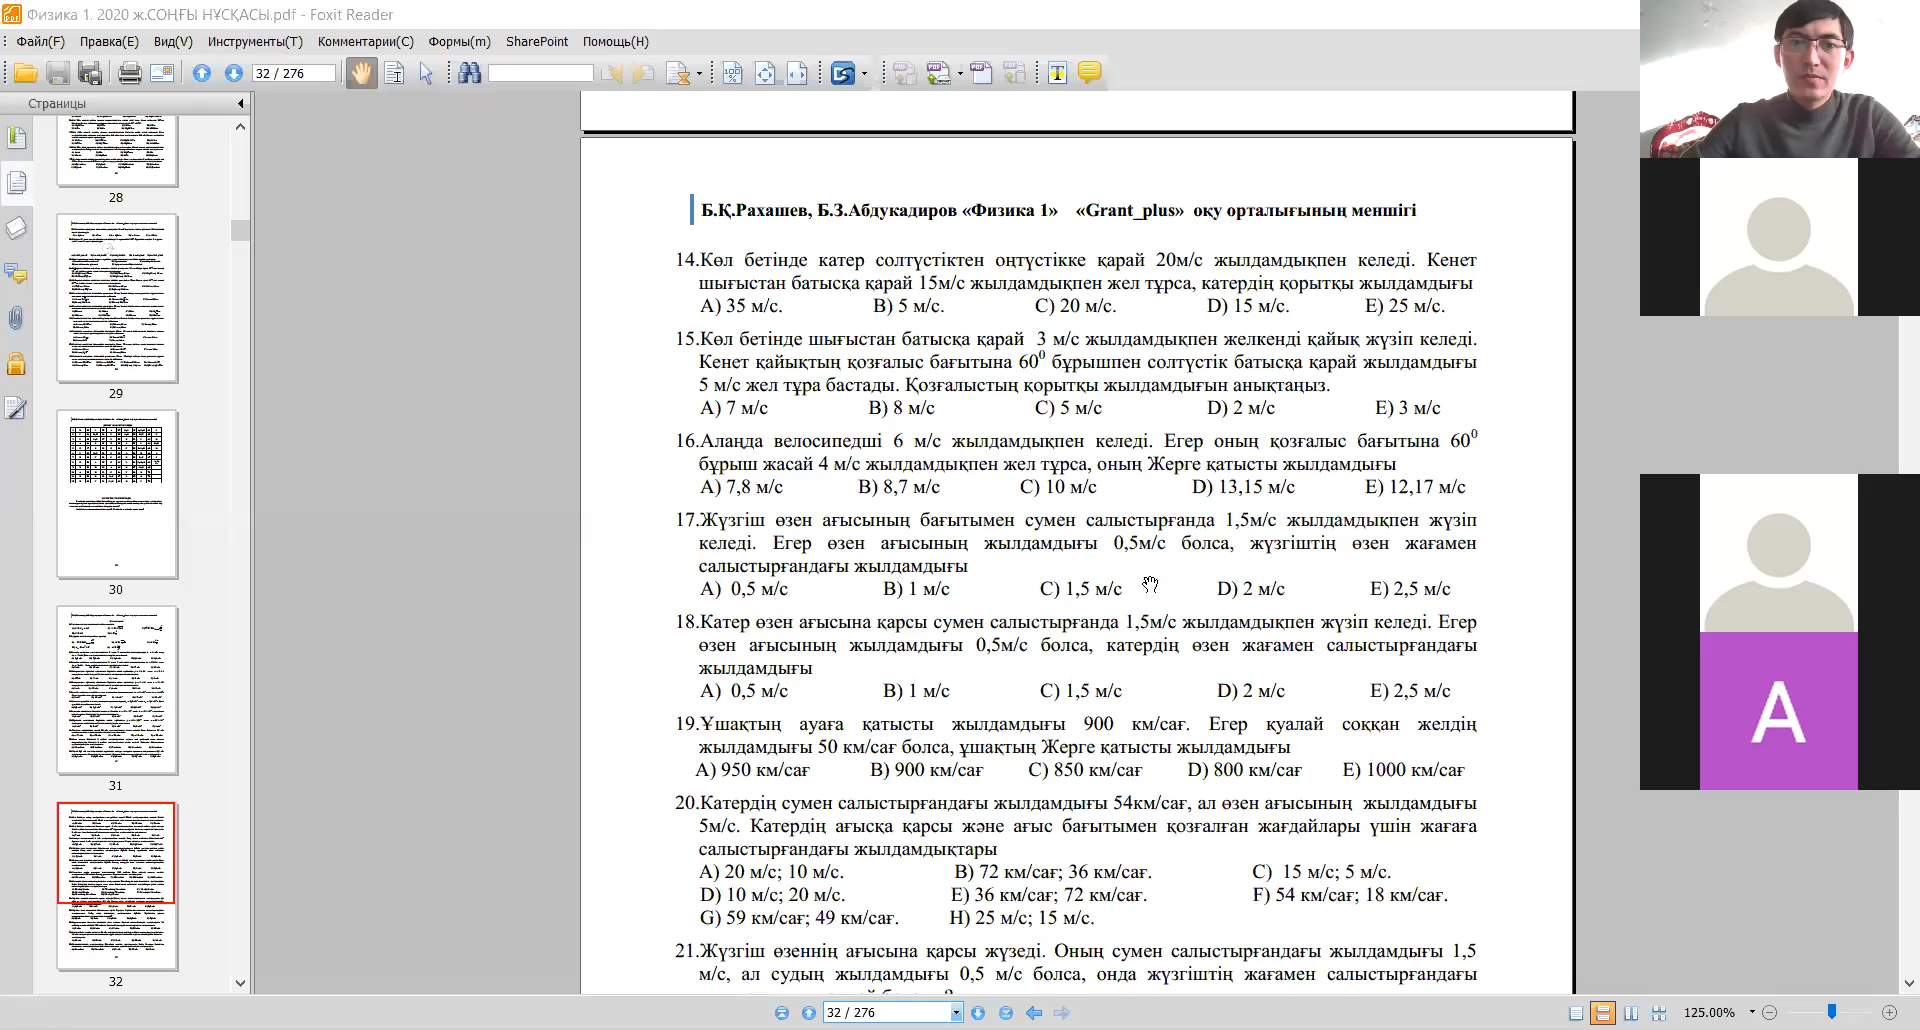 Физика 1. 2020 ж.СОҢҒЫ НҰСҚАСЫ.pdf - Foxit Reader
Файл(F) Правка(E) Вид(V) Инструменты(T) Комментарии(C) Формы(m) SharePoint Помощь(H)
32 / 276
Страницы
28
29
30
31
32
Б.Қ.Рахашев, Б.З.Абдукадиров «Физика 1» «Grant_plus» оқу орталығының меншігі
14.Көл бетінде катер солтүстіктен оңтүстікке қарай 20м/с жылдамдықпен келеді. Кенет
шығыстан батысқа қарай 15м/с жылдамдықпен жел тұрса, катердің қорытқы жылдамдығы
A) 35 м/с. B) 5 м/с. C) 20 м/с. D) 15 м/с. E) 25 м/с.
15.Көл бетінде шығыстан батысқа қарай 3 м/с жылдамдықпен желкенді қайық жүзіп келеді.
Кенет қайықтың қозғалыс бағытына 60⁰ бұрышпен солтүстік батысқа қарай жылдамдығы
5 м/с жел тұра бастады. Қозғалыстың қорытқы жылдамдығын анықтаңыз.
A) 7 м/с B) 8 м/с C) 5 м/с D) 2 м/с E) 3 м/с
16.Алаңда велосипедші 6 м/с жылдамдықпен келеді. Егер оның қозғалыс бағытына 60⁰
бұрыш жасай 4 м/с жылдамдықпен жел тұрса, оның Жерге қатысты жылдамдығы
A) 7,8 м/с B) 8,7 м/с C) 10 м/с D) 13,15 м/с E) 12,17 м/с
17.Жүзгіш өзен ағысының бағытымен сумен салыстырғанда 1,5м/с жылдамдықпен жүзіп
келеді. Егер өзен ағысының жылдамдығы 0,5м/с болса, жүзгіштің өзен жағамен
салыстырғандағы жылдамдығы
A) 0,5 м/с B) 1 м/с C) 1,5 м/с D) 2 м/с E) 2,5 м/с
18.Катер өзен ағысына қарсы сумен салыстырғанда 1,5м/с жылдамдықпен жүзіп келеді. Егер
өзен ағысының жылдамдығы 0,5м/с болса, катердің өзен жағамен салыстырғандағы
жылдамдығы
A) 0,5 м/с B) 1 м/с C) 1,5 м/с D) 2 м/с E) 2,5 м/с
19.Ұшақтың ауаға қатысты жылдамдығы 900 км/сағ. Егер қуалай соққан желдің
жылдамдығы 50 км/сағ болса, ұшақтың Жерге қатысты жылдамдығы
A) 950 км/сағ B) 900 км/сағ C) 850 км/сағ D) 800 км/сағ E) 1000 км/сағ
20.Катердің сумен салыстырғандағы жылдамдығы 54км/сағ, ал өзен ағысының жылдамдығы
5м/с. Катердің ағысқа қарсы және ағыс бағытымен қозғалған жағдайлары үшін жағаға
салыстырғандағы жылдамдықтары
A) 20 м/с; 10 м/с. B) 72 км/сағ; 36 км/сағ. C) 15 м/с; 5 м/с.
D) 10 м/с; 20 м/с. E) 36 км/сағ; 72 км/сағ. F) 54 км/сағ; 18 км/сағ.
G) 59 км/сағ; 49 км/сағ. H) 25 м/с; 15 м/с.
21.Жүзгіш өзеннің ағысына қарсы жүзеді. Оның сумен салыстырғандағы жылдамдығы 1,5
м/с, ал судың жылдамдығы 0,5 м/с болса, онда жүзгіштің жағамен салыстырғандағы
A
32 / 276
125.00%